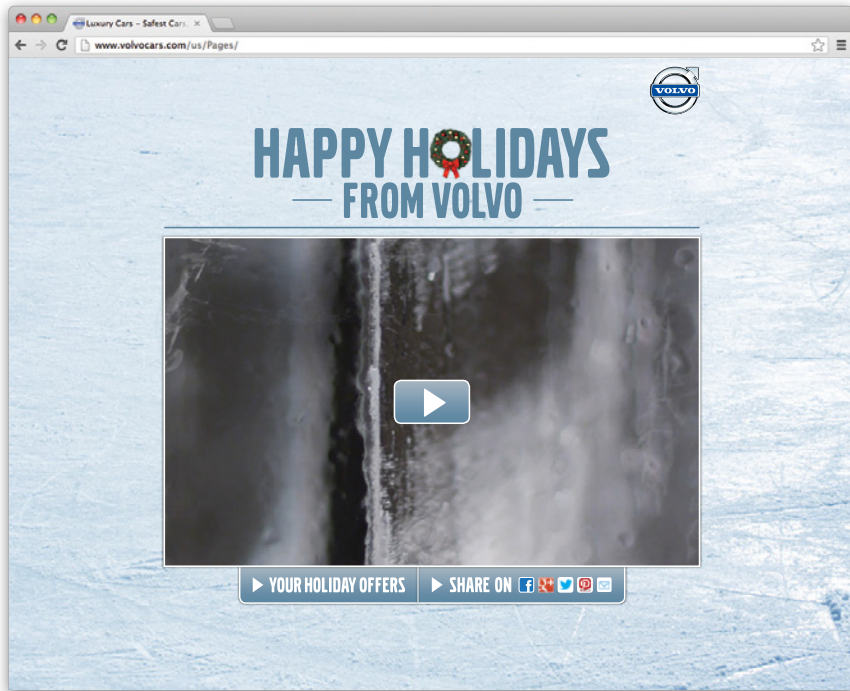 Luxury Cars – Safest Cars,
www.volvocars.com/us/Pages/
VOLVO
HAPPY HOLIDAYS
FROM VOLVO
YOUR HOLIDAY OFFERS
SHARE ON